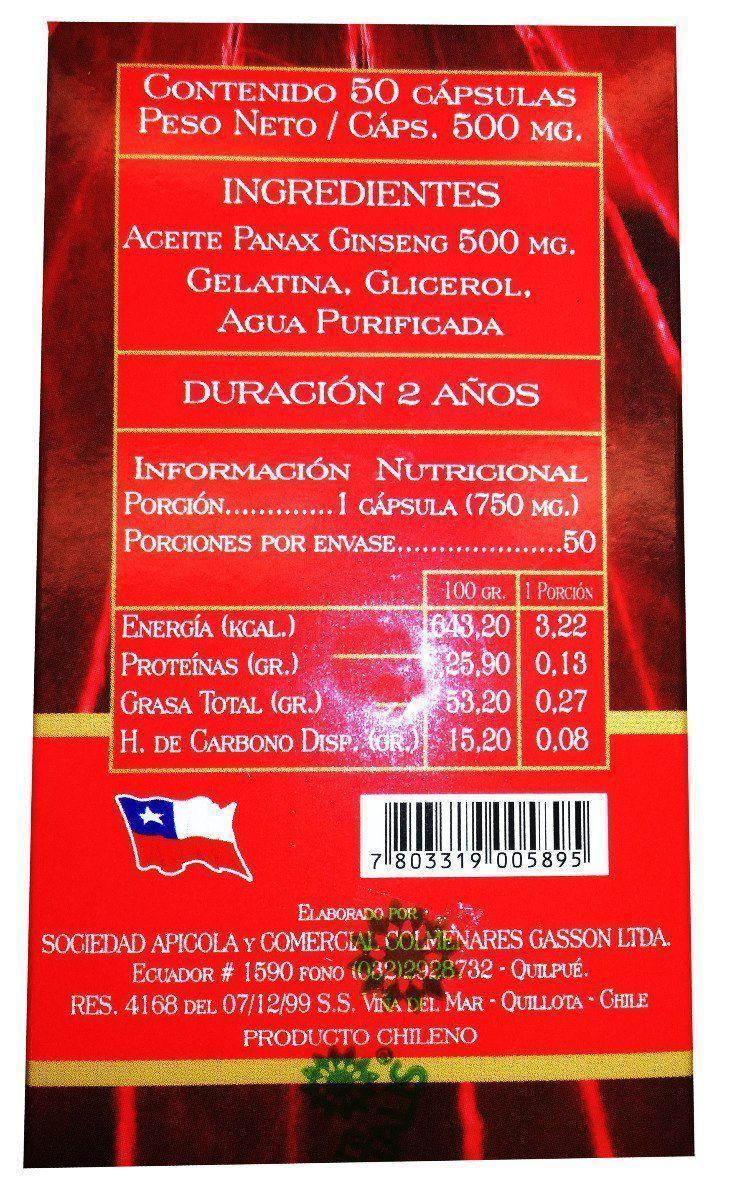 CONTENIDO 50 CÁPSULAS
PESO NETO / CÁPS. 500 MG.
INGREDIENTES
ACEITE PANAX GINSENG 500 MG.
GELATINA, GLICEROL,
AGUA PURIFICADA
DURACIÓN 2 AÑOS
INFORMACIÓN NUTRICIONAL
PORCIÓN.............1 CÁPSULA (750 MG.)
PORCIONES POR ENVASE....................50
100 GR. 1 PORCIÓN
ENERGÍA (KCAL.) 643,20 3,22
PROTEÍNAS (GR.) 25,90 0,13
GRASA TOTAL (GR.) 53,20 0,27
H. DE CARBONO DISP. (GR.) 15,20 0,08
7 803319 005895
ELABORADO POR
SOCIEDAD APICOLA Y COMERCIAL COLMENARES GASSON LTDA.
ECUADOR # 1590 FONO (032)2928732 - QUILPUÉ.
RES. 4168 DEL 07/12/99 S.S. VIÑA DEL MAR - QUILLOTA - CHILE
PRODUCTO CHILENO